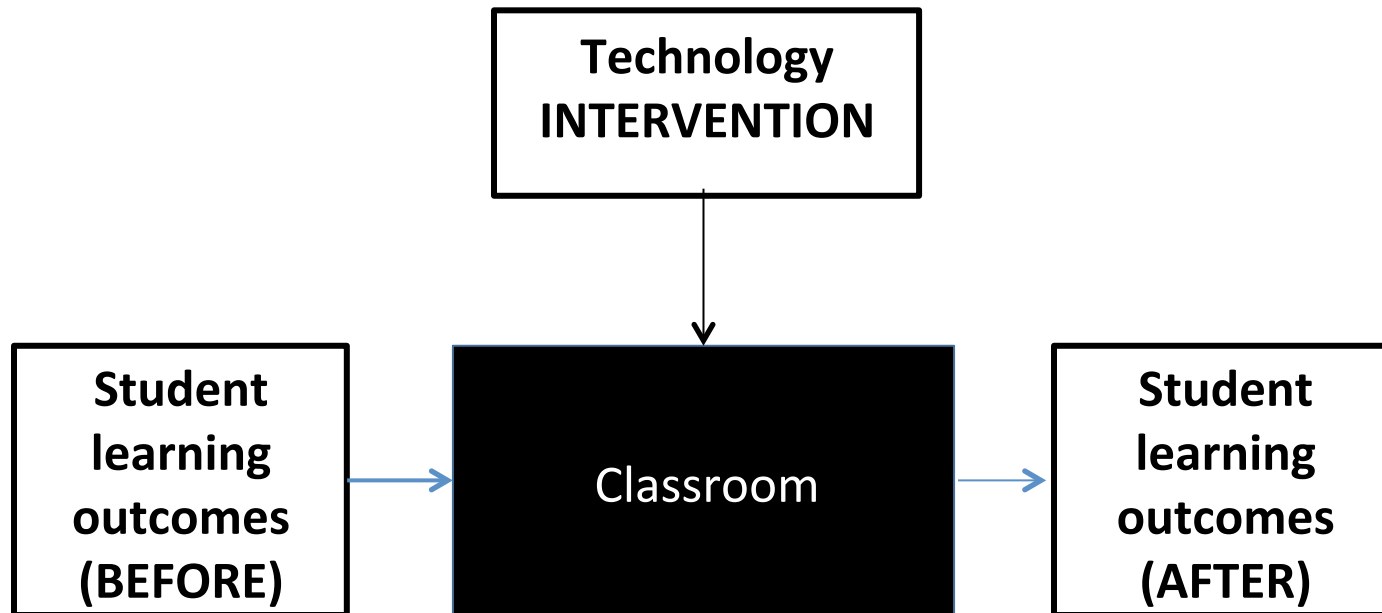 Technology
INTERVENTION
Student
learning
outcomes
(BEFORE)
Classroom
Student
learning
outcomes
(AFTER)